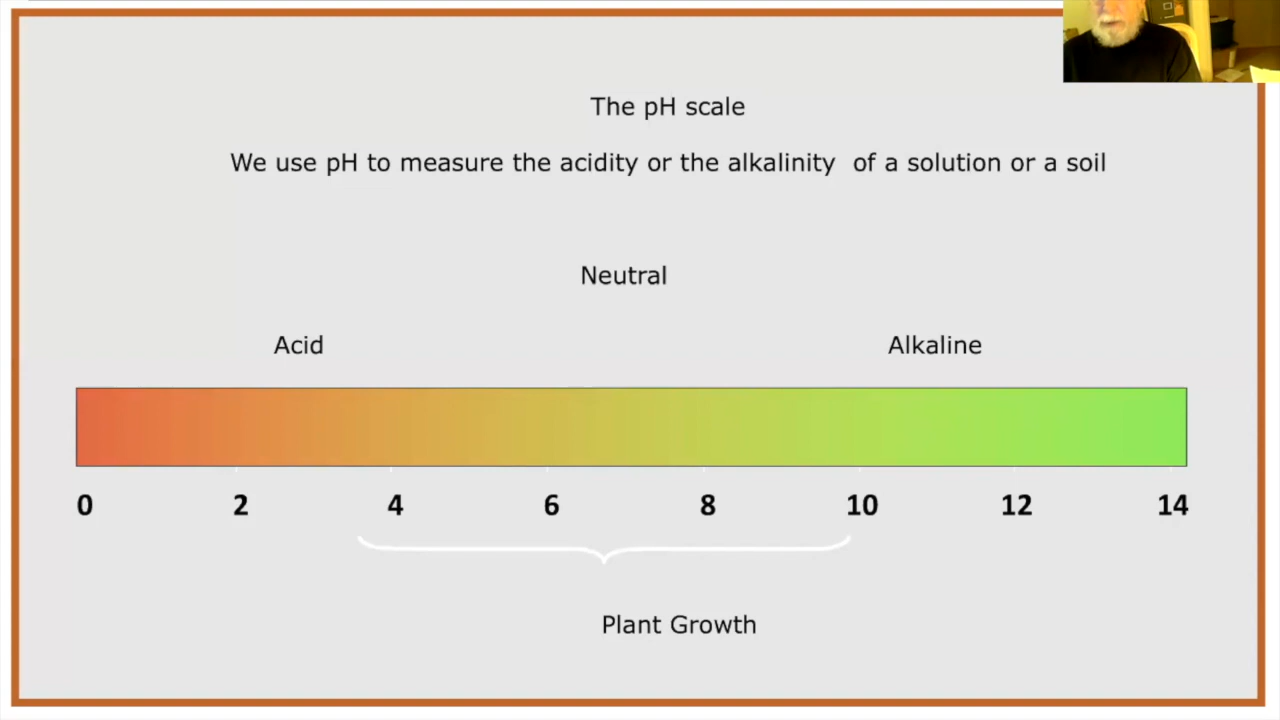 The pH scale
We use pH to measure the acidity or the alkalinity  of a solution or a soil
Neutral
Acid Alkaline
0 2 4 6 8 10 12 14
Plant Growth